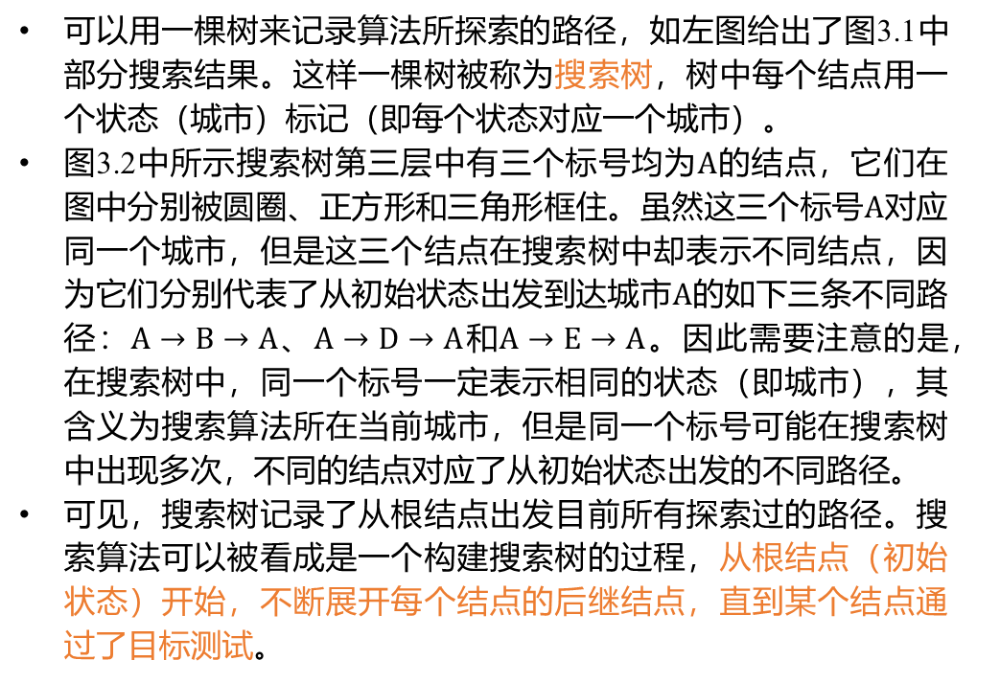 • 可以用一棵树来记录算法所探索的路径，如左图给出了图3.1中
部分搜索结果。这样一棵树被称为搜索树，树中每个结点用一
个状态（城市）标记（即每个状态对应一个城市）。
• 图3.2中所示搜索树第三层中有三个标号均为A的结点，它们在
图中分别被圆圈、正方形和三角形框住。虽然这三个标号A对应
同一个城市，但是这三个结点在搜索树中却表示不同结点，因
为它们分别代表了从初始状态出发到达城市A的如下三条不同路
径：A → B → A、A → D → A和A → E → A。因此需要注意的是，
在搜索树中，同一个标号一定表示相同的状态（即城市），其
含义为搜索算法所在当前城市，但是同一个标号可能在搜索树
中出现多次，不同的结点对应了从初始状态出发的不同路径。
• 可见，搜索树记录了从根结点出发目前所有探索过的路径。搜
索算法可以被看成是一个构建搜索树的过程，从根结点（初始
状态）开始，不断展开每个结点的后继结点，直到某个结点通
过了目标测试。